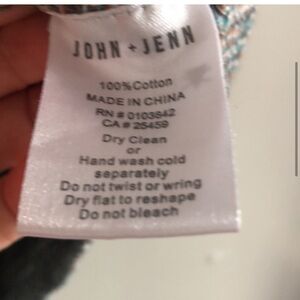 JOHN + JENN
100% Cotton
MADE IN CHINA
RN # 0103542
CA # 25459
Dry Clean
or
Hand wash cold
separately
Do not twist or wring
Dry flat to reshape
Do not bleach